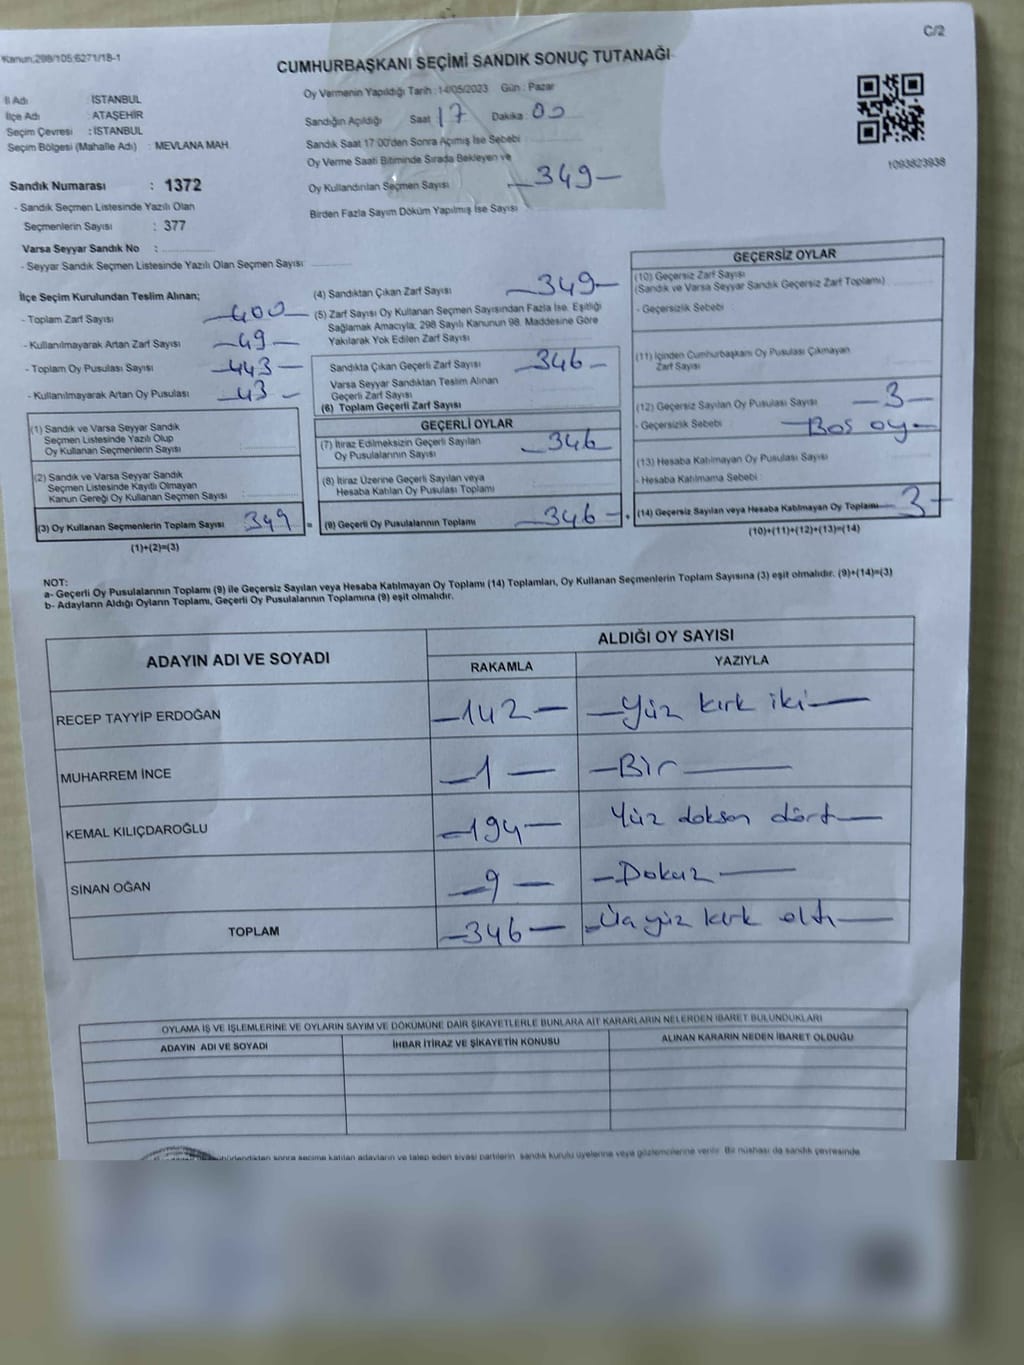 Kanun:298/105;6271/18-1
C/2
CUMHURBAŞKANI SEÇİMİ SANDIK SONUÇ TUTANAĞI
İl Adı : İSTANBUL
İlçe Adı : ATAŞEHİR
Seçim Çevresi : İSTANBUL
Seçim Bölgesi (Mahalle Adı) : MEVLANA MAH.
Sandık Numarası : 1372
- Sandık Seçmen Listesinde Yazılı Olan
Seçmenlerin Sayısı : 377
Varsa Seyyar Sandık No :
- Seyyar Sandık Seçmen Listesinde Yazılı Olan Seçmen Sayısı
Oy Vermenin Yapıldığı Tarih : 14/05/2023 Gün : Pazar
Sandığın Açıldığı Saat 17 Dakika : 00
Sandık Saat 17:00'den Sonra Açımış İse Sebebi
Oy Verme Saati Bitiminde Sırada Bekleyen ve
Oy Kullandırılan Seçmen Sayısı 349
Birden Fazla Sayım Döküm Yapılmış İse Sayısı
1093823938
İlçe Seçim Kurulundan Teslim Alınan;
- Toplam Zarf Sayısı 400
- Kullanılmayarak Artan Zarf Sayısı 49
- Toplam Oy Pusulası Sayısı 443
- Kullanılmayarak Artan Oy Pusulası 43
(1) Sandık ve Varsa Seyyar Sandık
Seçmen Listesinde Yazılı Olup
Oy Kullanan Seçmenlerin Sayısı
(2) Sandık ve Varsa Seyyar Sandık
Seçmen Listesinde Kayıtlı Olmayan
Kanun Gereği Oy Kullanan Seçmen Sayısı
(3) Oy Kullanan Seçmenlerin Toplam Sayısı 349 =
(1)+(2)=(3)
(4) Sandıktan Çıkan Zarf Sayısı 349
(5) Zarf Sayısı Oy Kullanan Seçmen Sayısından Fazla İse, Eşitliği
Sağlamak Amacıyla; 298 Sayılı Kanunun 98. Maddesine Göre
Yakılarak Yok Edilen Zarf Sayısı
Sandıkta Çıkan Geçerli Zarf Sayısı 346
Varsa Seyyar Sandıktan Teslim Alınan
Geçerli Zarf Sayısı
(6) Toplam Geçerli Zarf Sayısı
GEÇERLİ OYLAR
(7) İtiraz Edilmeksizin Geçerli Sayılan
Oy Pusulalarının Sayısı 346
(8) İtiraz Üzerine Geçerli Sayılan veya
Hesaba Katılan Oy Pusulası Toplamı
(9) Geçerli Oy Pusulalarının Toplamı 346 +
GEÇERSİZ OYLAR
(10) Geçersiz Zarf Sayısı
(Sandık ve Varsa Seyyar Sandık Geçersiz Zarf Toplamı)
- Geçersizlik Sebebi
(11) İçinden Cumhurbaşkanı Oy Pusulası Çıkmayan
Zarf Sayısı
(12) Geçersiz Sayılan Oy Pusulası Sayısı 3
- Geçersizlik Sebebi Boş oy
(13) Hesaba Katılmayan Oy Pusulası Sayısı
- Hesaba Katılmama Sebebi
(14) Geçersiz Sayılan veya Hesaba Katılmayan Oy Toplamı 3
(10)+(11)+(12)+(13)=(14)
NOT:
a- Geçerli Oy Pusulalarının Toplamı (9) ile Geçersiz Sayılan veya Hesaba Katılmayan Oy Toplamı (14) Toplamları, Oy Kullanan Seçmenlerin Toplam Sayısına (3) eşit olmalıdır. (9)+(14)=(3)
b- Adayların Aldığı Oyların Toplamı, Geçerli Oy Pusulalarının Toplamına (9) eşit olmalıdır.
ADAYIN ADI VE SOYADI
ALDIĞI OY SAYISI
RAKAMLA YAZIYLA
RECEP TAYYİP ERDOĞAN 142 Yüz kırk iki
MUHARREM İNCE 1 Bir
KEMAL KILIÇDAROĞLU 194 Yüz doksan dört
SİNAN OĞAN 9 Dokuz
TOPLAM 346 Üç yüz kırk altı
OYLAMA İŞ VE İŞLEMLERİNE VE OYLARIN SAYIM VE DÖKÜMÜNE DAİR ŞİKAYETLERLE BUNLARA AİT KARARLARIN NELERDEN İBARET BULUNDUKLARI
ADAYIN ADI VE SOYADI İHBAR İTİRAZ VE ŞİKAYETİN KONUSU ALINAN KARARIN NEDEN İBARET OLDUĞU
sonra seçime katılan adayların ve talep eden siyasi partilerin sandık kurulu üyelerine veya gözlemcilerine verilir. Bir nüshası da sandık çevresinde